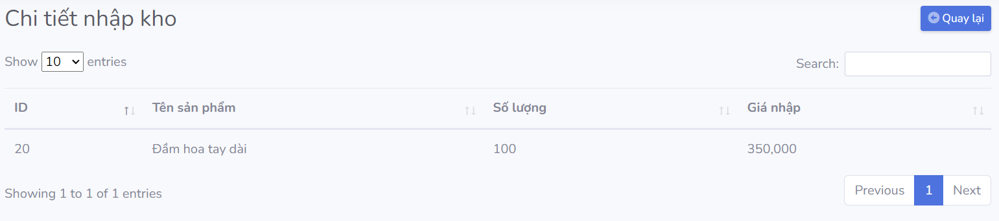 Chi tiết nhập kho
Quay lại
Show 10 entries
Search:
ID Tên sản phẩm Số lượng Giá nhập
20 Đầm hoa tay dài 100 350,000
Showing 1 to 1 of 1 entries
Previous 1 Next